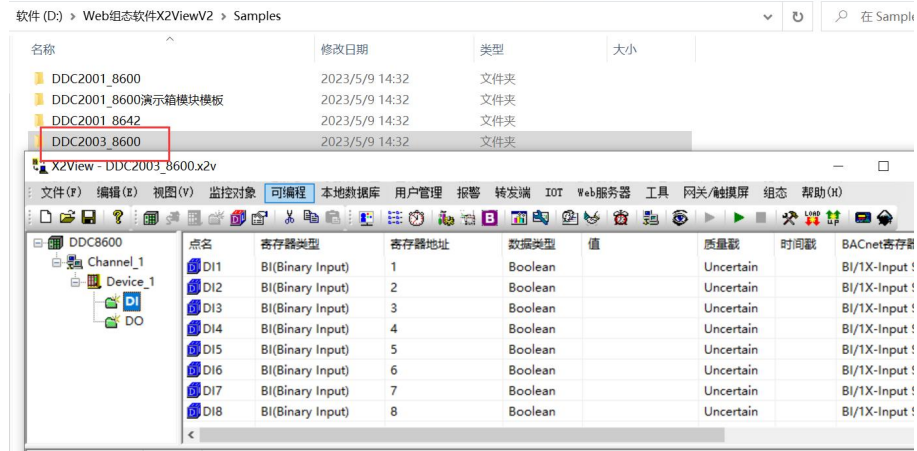 软件 (D:) > Web组态软件X2ViewV2 > Samples
在 Sample
名称 修改日期 类型 大小
DDC2001_8600 2023/5/9 14:32 文件夹
DDC2001_8600演示箱模块模板 2023/5/9 14:32 文件夹
DDC2001_8642 2023/5/9 14:32 文件夹
DDC2003_8600 2023/5/9 14:32 文件夹
X2View - DDC2003_8600.x2v
文件(F) 编辑(E) 视图(V) 监控对象 可编程 本地数据库 用户管理 报警 转发端 IOT Web服务器 工具 网关/触摸屏 组态 帮助(H)
DDC8600
Channel_1
Device_1
DI
DO
点名 寄存器类型 寄存器地址 数据类型 值 质量戳 时间戳 BACnet寄存器
DI1 BI(Binary Input) 1 Boolean Uncertain BI/1X-Input S
DI2 BI(Binary Input) 2 Boolean Uncertain BI/1X-Input S
DI3 BI(Binary Input) 3 Boolean Uncertain BI/1X-Input S
DI4 BI(Binary Input) 4 Boolean Uncertain BI/1X-Input S
DI5 BI(Binary Input) 5 Boolean Uncertain BI/1X-Input S
DI6 BI(Binary Input) 6 Boolean Uncertain BI/1X-Input S
DI7 BI(Binary Input) 7 Boolean Uncertain BI/1X-Input S
DI8 BI(Binary Input) 8 Boolean Uncertain BI/1X-Input S